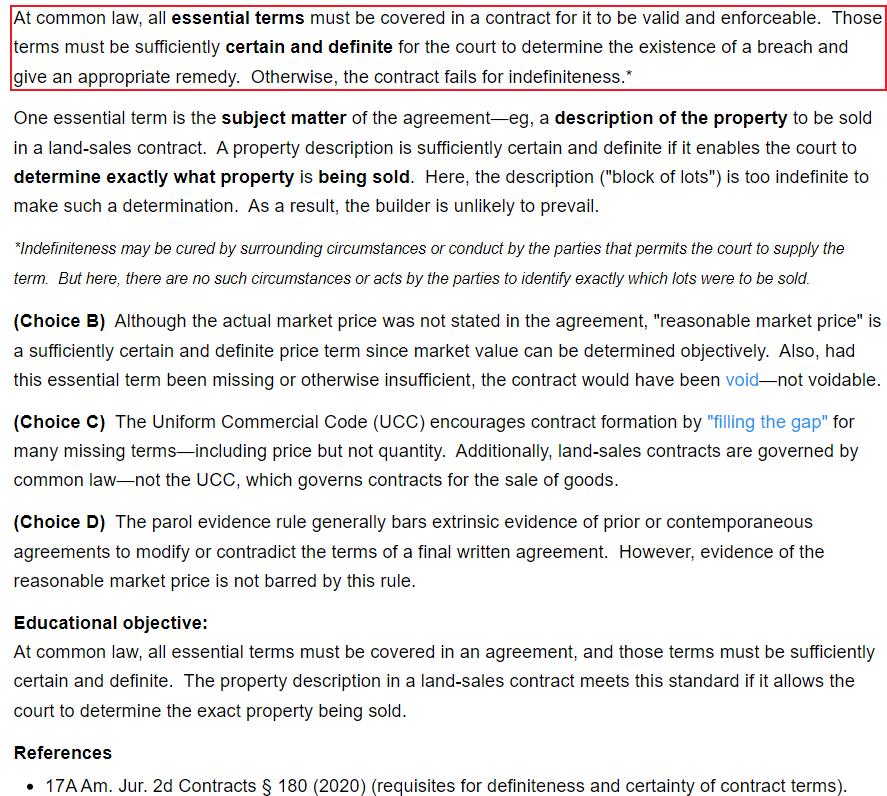 At common law, all essential terms must be covered in a contract for it to be valid and enforceable.  Those
terms must be sufficiently certain and definite for the court to determine the existence of a breach and
give an appropriate remedy.  Otherwise, the contract fails for indefiniteness.*
One essential term is the subject matter of the agreement—eg, a description of the property to be sold
in a land-sales contract.  A property description is sufficiently certain and definite if it enables the court to
determine exactly what property is being sold.  Here, the description ("block of lots") is too indefinite to
make such a determination.  As a result, the builder is unlikely to prevail.
*Indefiniteness may be cured by surrounding circumstances or conduct by the parties that permits the court to supply the
term.  But here, there are no such circumstances or acts by the parties to identify exactly which lots were to be sold.
(Choice B)  Although the actual market price was not stated in the agreement, "reasonable market price" is
a sufficiently certain and definite price term since market value can be determined objectively.  Also, had
this essential term been missing or otherwise insufficient, the contract would have been void—not voidable.
(Choice C)  The Uniform Commercial Code (UCC) encourages contract formation by "filling the gap" for
many missing terms—including price but not quantity.  Additionally, land-sales contracts are governed by
common law—not the UCC, which governs contracts for the sale of goods.
(Choice D)  The parol evidence rule generally bars extrinsic evidence of prior or contemporaneous
agreements to modify or contradict the terms of a final written agreement.  However, evidence of the
reasonable market price is not barred by this rule.
Educational objective:
At common law, all essential terms must be covered in an agreement, and those terms must be sufficiently
certain and definite.  The property description in a land-sales contract meets this standard if it allows the
court to determine the exact property being sold.
References
• 17A Am. Jur. 2d Contracts § 180 (2020) (requisites for definiteness and certainty of contract terms).